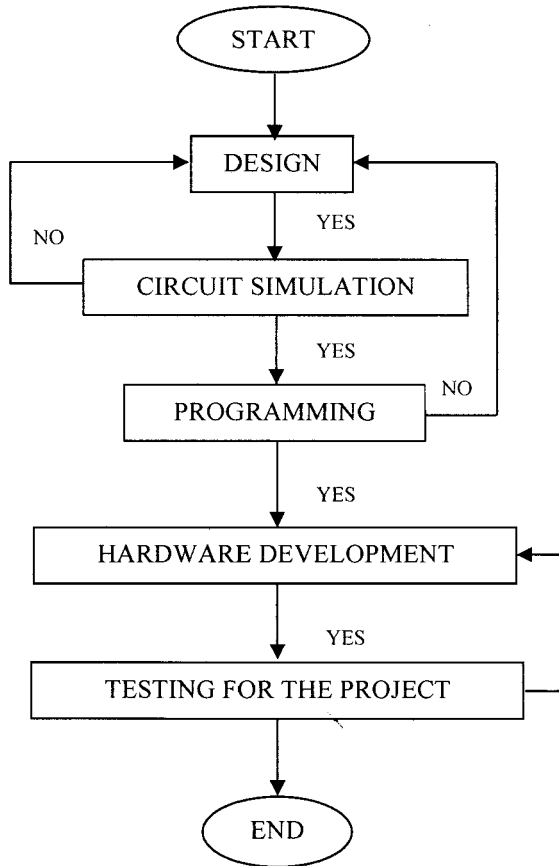 START
DESIGN
YES
NO
CIRCUIT SIMULATION
YES
NO
PROGRAMMING
YES
HARDWARE DEVELOPMENT
YES
TESTING FOR THE PROJECT
END